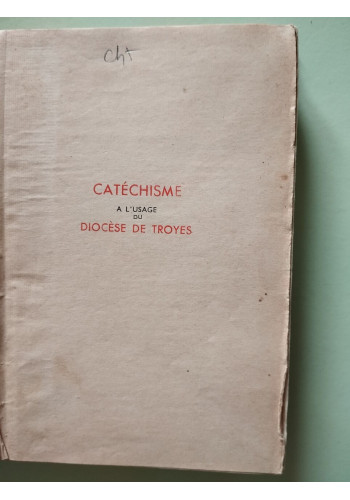 CATÉCHISME
A L'USAGE
DU
DIOCÈSE DE TROYES